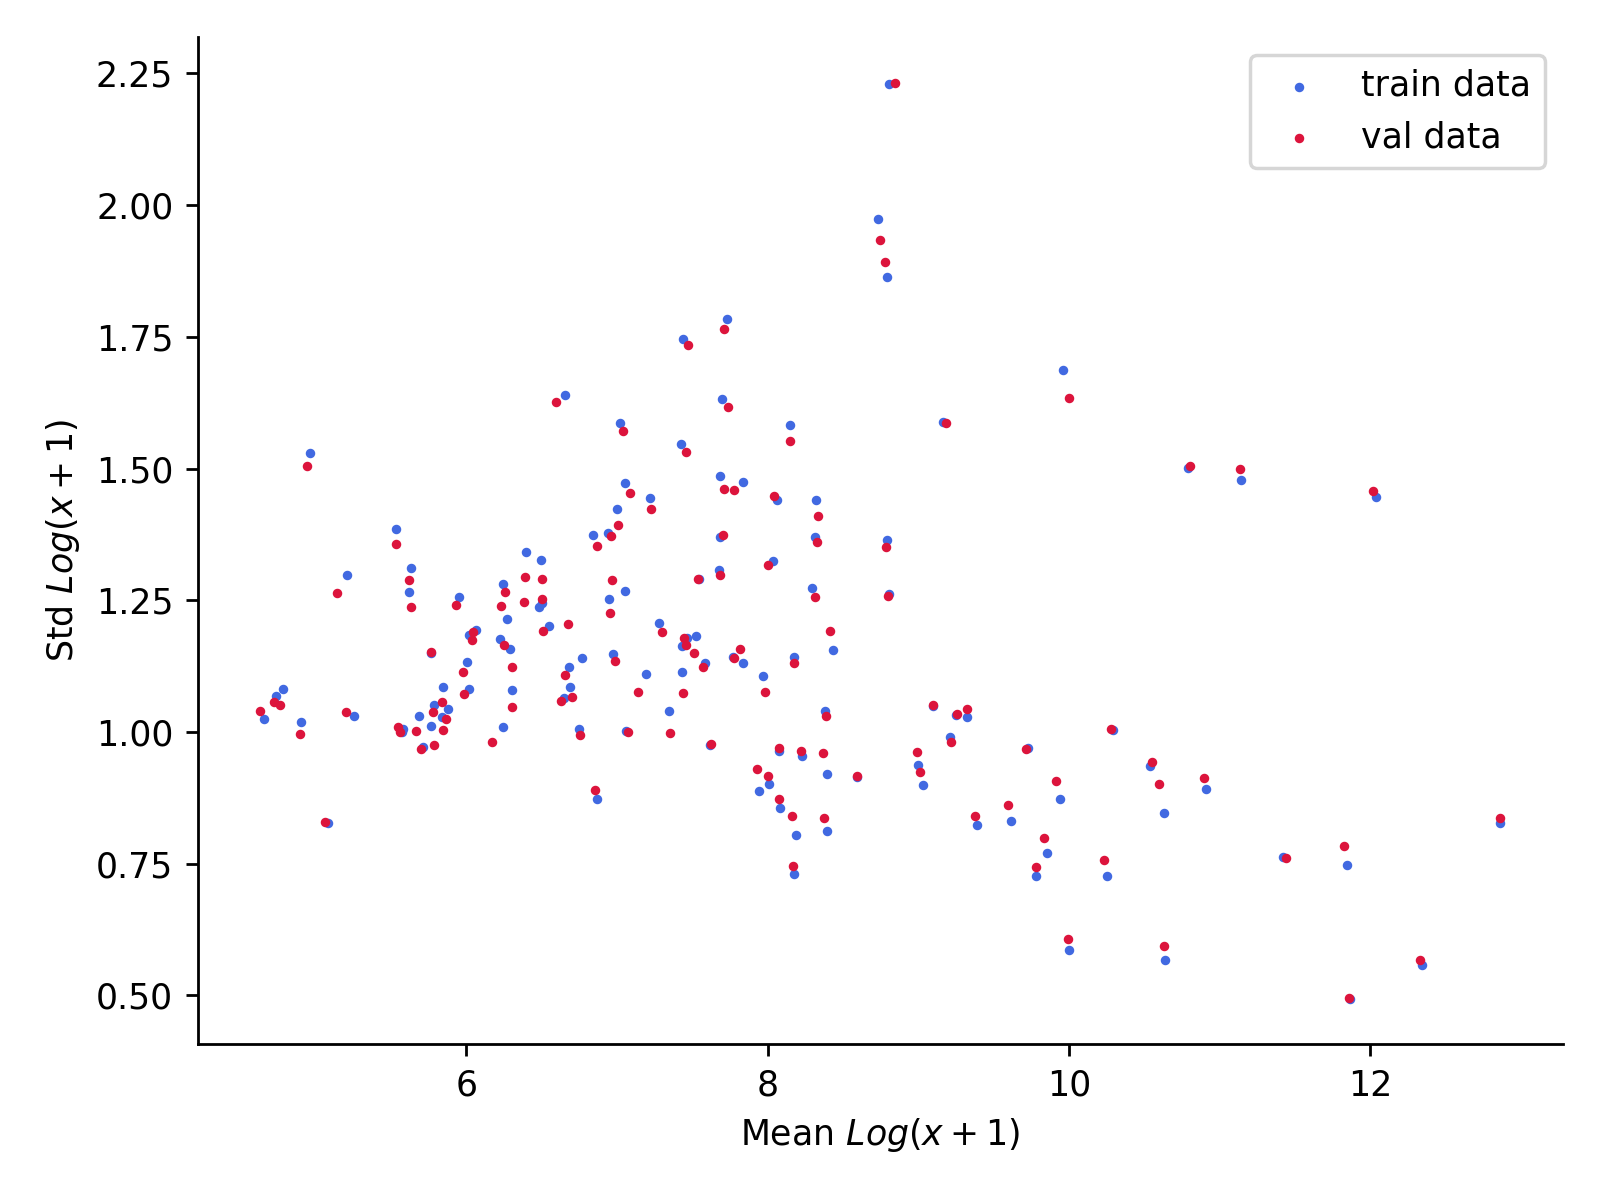 2.25
2.00
1.75
1.50
1.25
1.00
0.75
0.50
Std Log(x + 1)
6 8 10 12
Mean Log(x + 1)
train data
val data